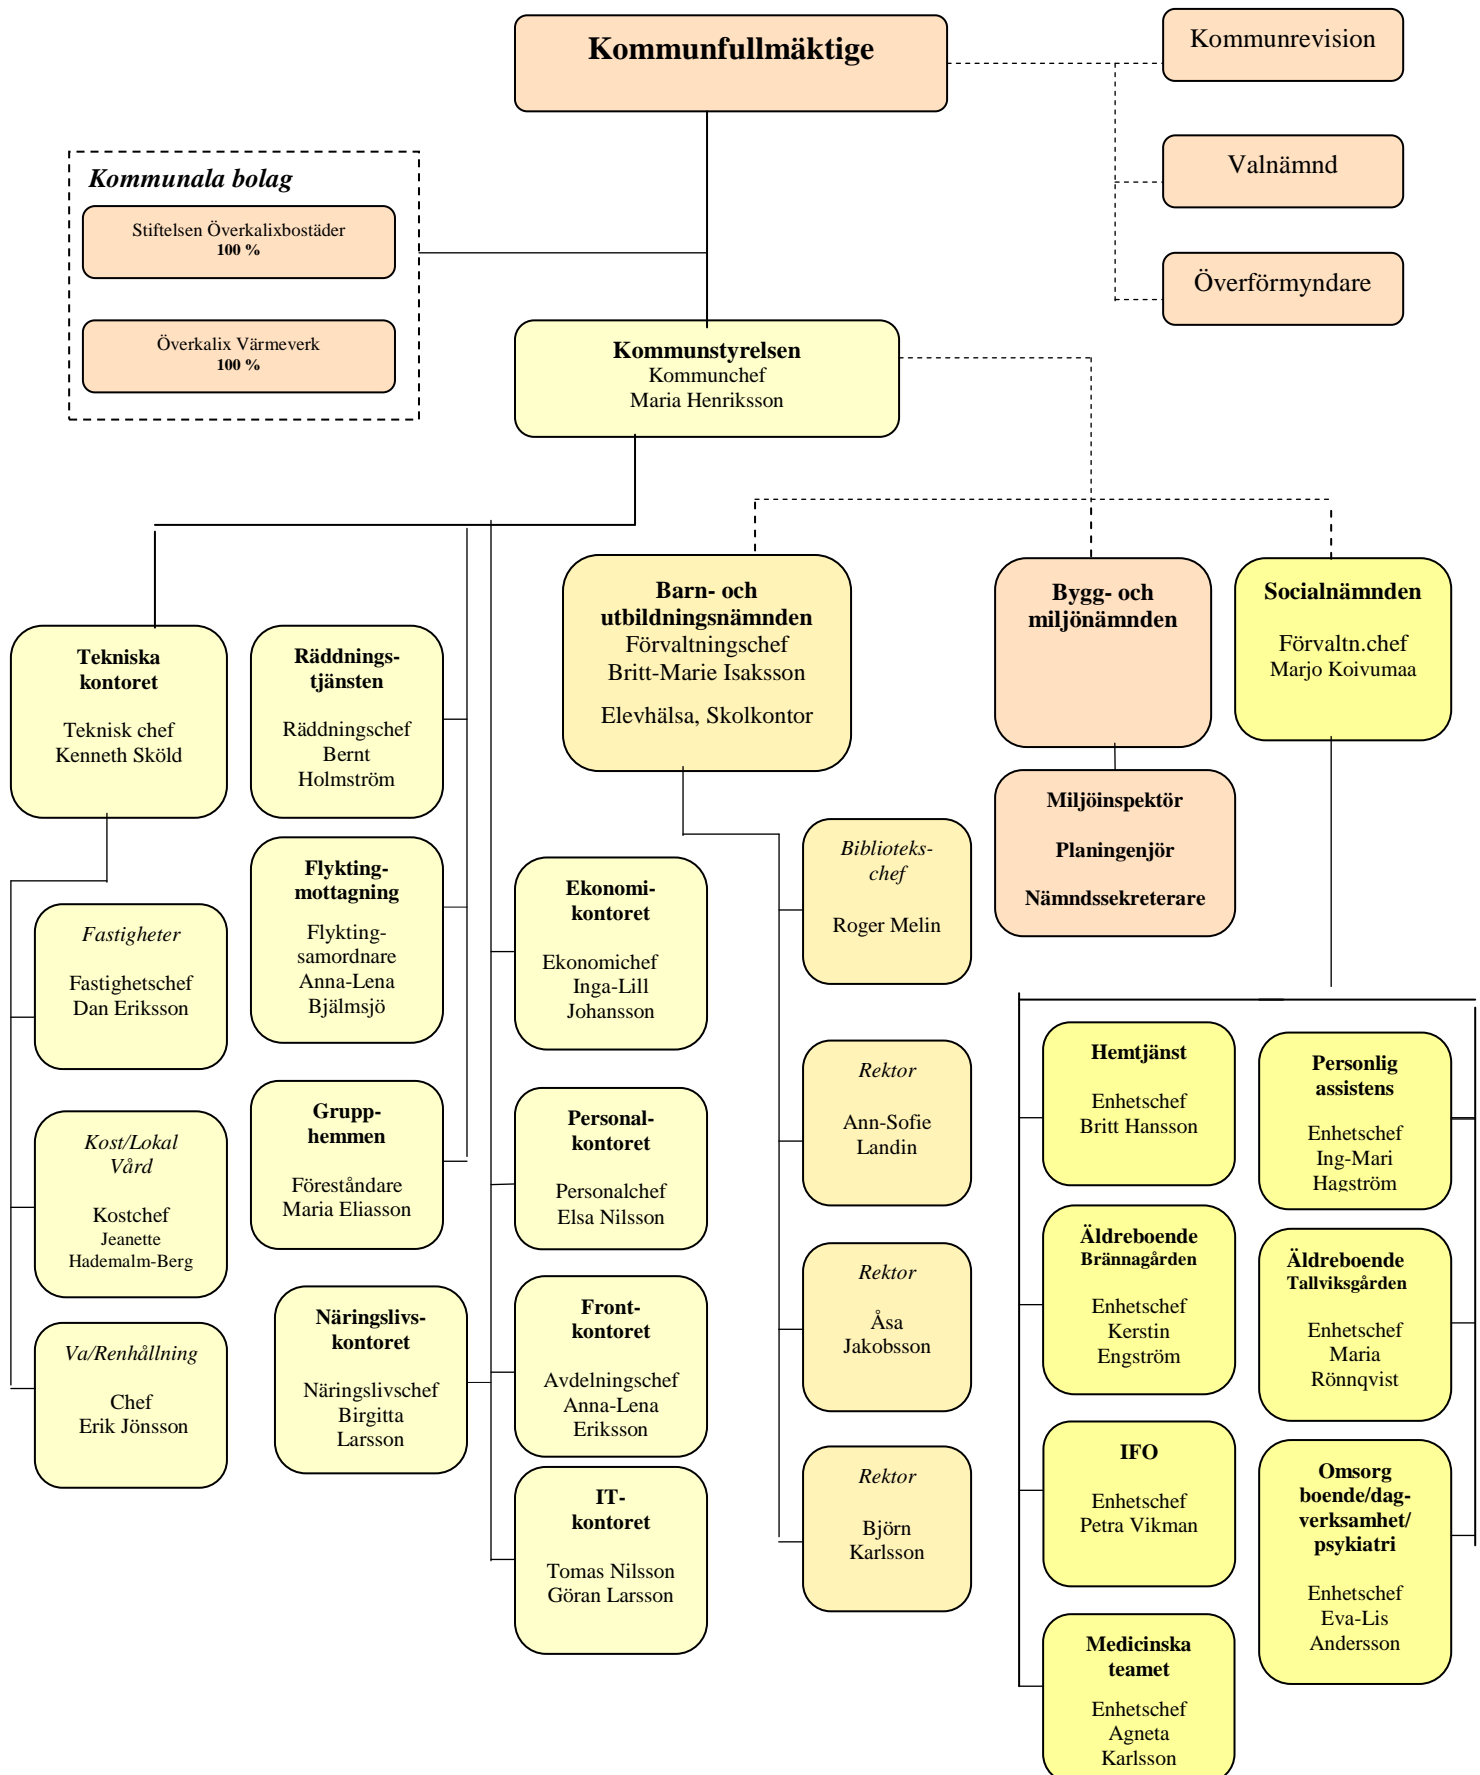 Kommunfullmäktige
Kommunrevision
Valnämnd
Överförmyndare
Kommunala bolag
Stiftelsen Överkalixbostäder
100 %
Överkalix Värmeverk
100 %
Kommunstyrelsen
Kommunchef
Maria Henriksson
Tekniska
kontoret
Teknisk chef
Kenneth Sköld
Fastigheter
Fastighetschef
Dan Eriksson
Kost/Lokal
Vård
Kostchef
Jeanette
Hademalm-Berg
Va/Renhållning
Chef
Erik Jönsson
Räddnings-
tjänsten
Räddningschef
Bernt
Holmström
Flykting-
mottagning
Flykting-
samordnare
Anna-Lena
Bjälmsjö
Grupp-
hemmen
Föreståndare
Maria Eliasson
Näringslivs-
kontoret
Näringslivschef
Birgitta
Larsson
Ekonomi-
kontoret
Ekonomichef
Inga-Lill
Johansson
Personal-
kontoret
Personalchef
Elsa Nilsson
Front-
kontoret
Avdelningschef
Anna-Lena
Eriksson
IT-
kontoret
Tomas Nilsson
Göran Larsson
Barn- och
utbildningsnämnden
Förvaltningschef
Britt-Marie Isaksson
Elevhälsa, Skolkontor
Biblioteks-
chef
Roger Melin
Rektor
Ann-Sofie
Landin
Rektor
Åsa
Jakobsson
Rektor
Björn
Karlsson
Bygg- och
miljönämnden
Miljöinspektör
Planingenjör
Nämndssekreterare
Socialnämnden
Förvaltn.chef
Marjo Koivumaa
Hemtjänst
Enhetschef
Britt Hansson
Äldreboende
Brännagården
Enhetschef
Kerstin
Engström
IFO
Enhetschef
Petra Vikman
Medicinska
teamet
Enhetschef
Agneta
Karlsson
Personlig
assistens
Enhetschef
Ing-Mari
Hagström
Äldreboende
Tallviksgården
Enhetschef
Maria
Rönnqvist
Omsorg
boende/dag-
verksamhet/
psykiatri
Enhetschef
Eva-Lis
Andersson